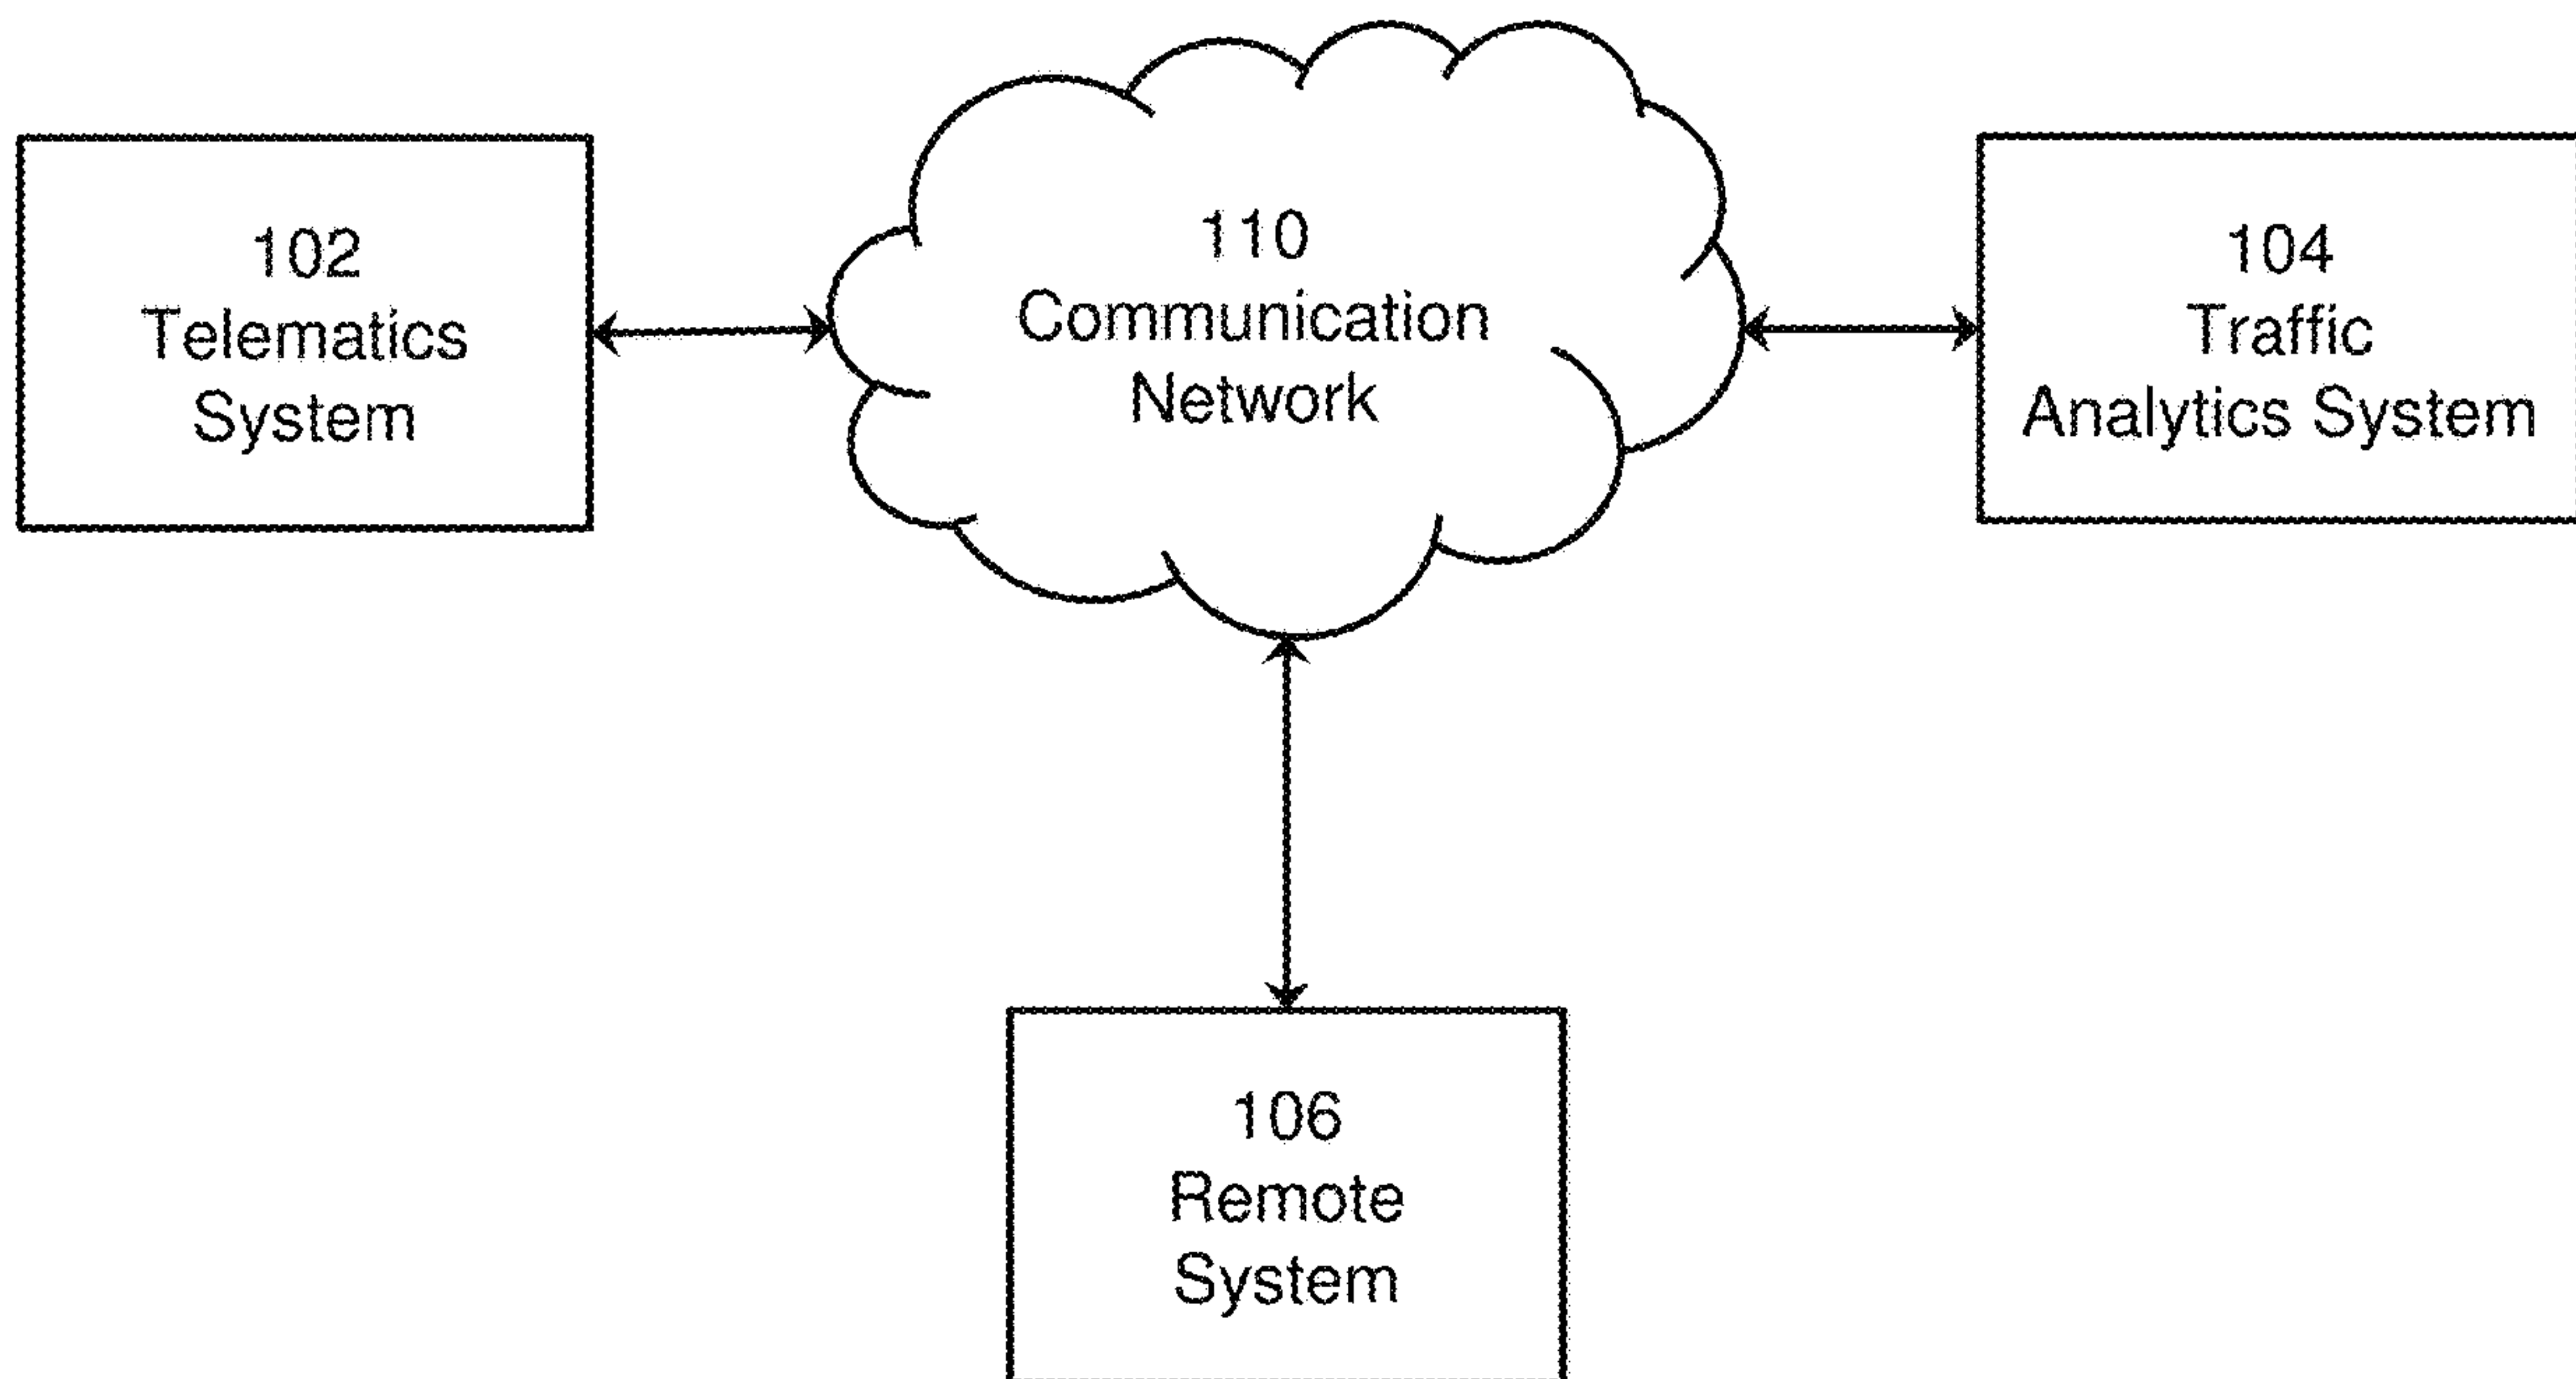 102
Telematics
System
110
Communication
Network
104
Traffic
Analytics System
106
Remote
System